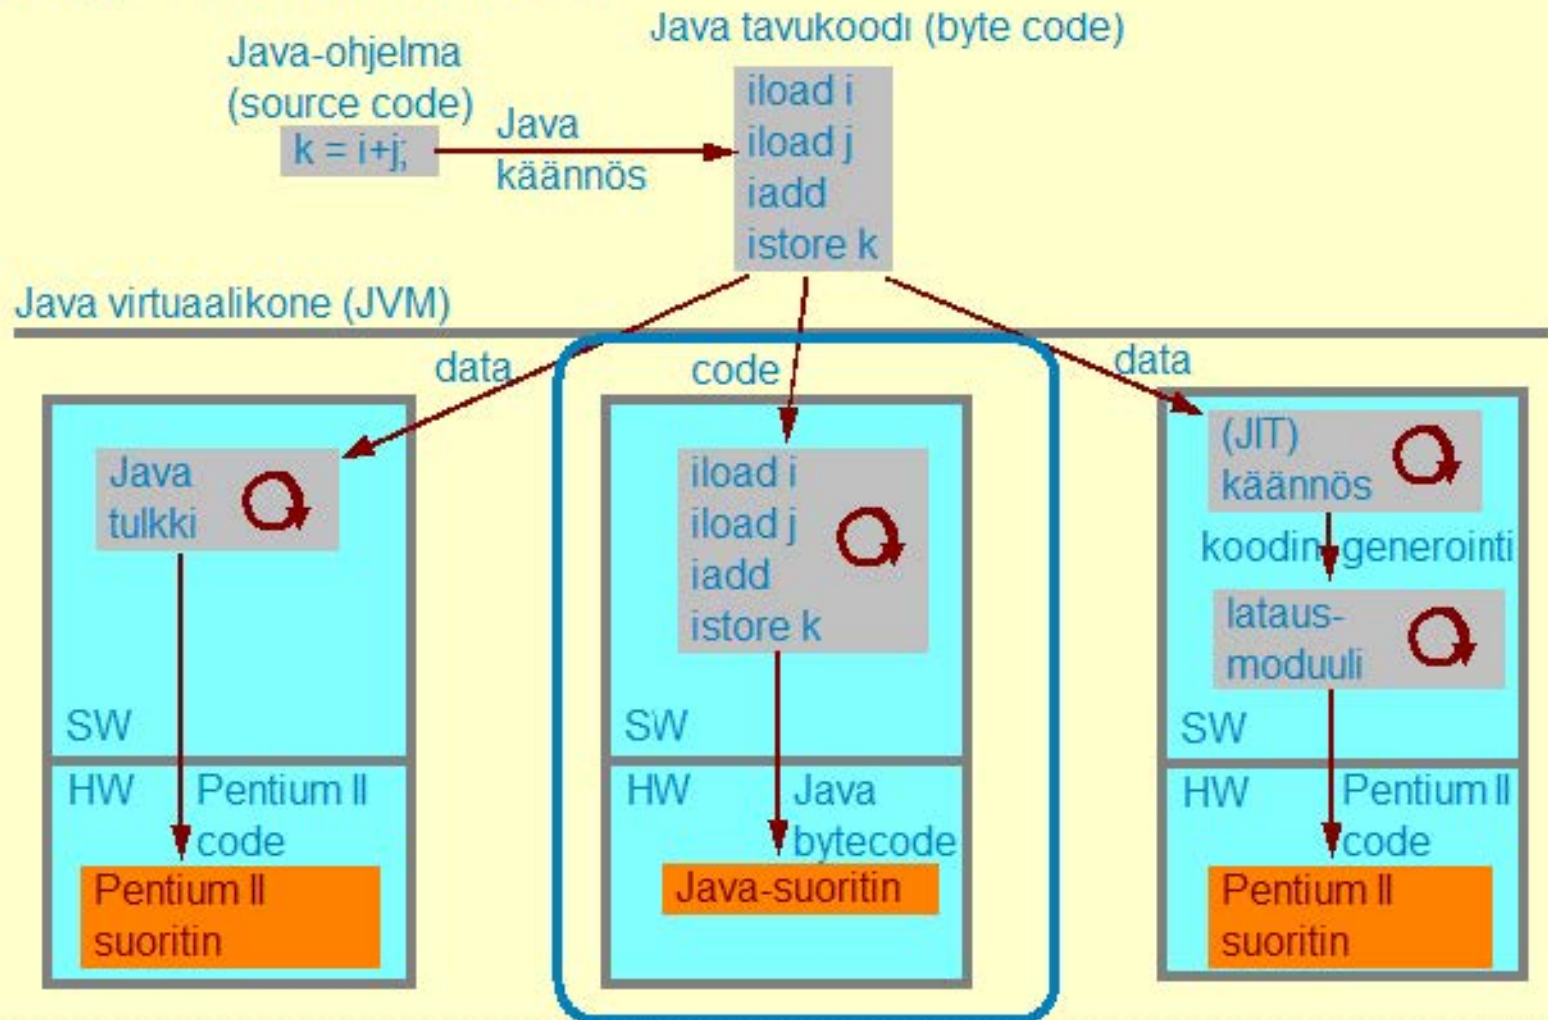 Java-ohjelma
(source code)
k = i+j;
Java
käännös
Java tavukoodi (byte code)
iload i
iload j
iadd
istore k
Java virtuaalikone (JVM)
data
code
data
Java
tulkki
SW
HW
Pentium II
code
Pentium II
suoritin
iload i
iload j
iadd
istore k
SW
HW
Java
bytecode
Java-suoritin
(JIT)
käännös
koodin generointi
lataus-
moduuli
SW
HW
Pentium II
code
Pentium II
suoritin